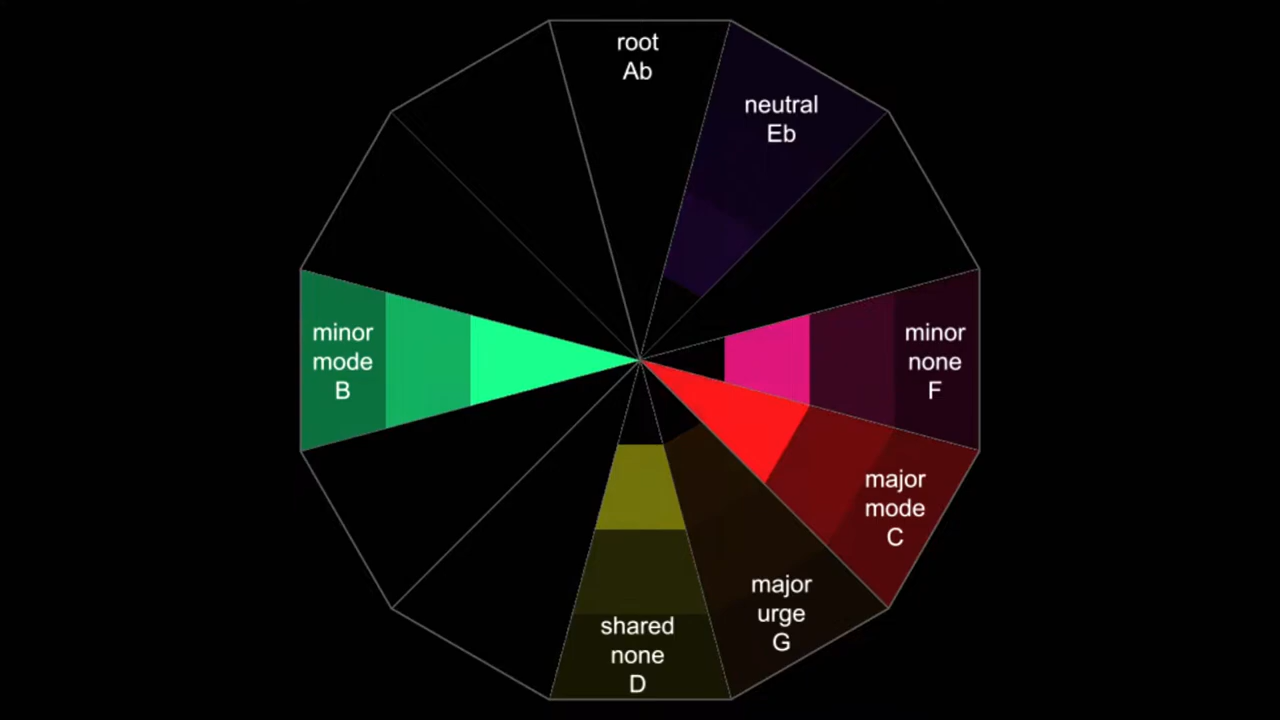 root
Ab
neutral
Eb
minor
mode
B
minor
none
F
major
mode
C
major
urge
G
shared
none
D